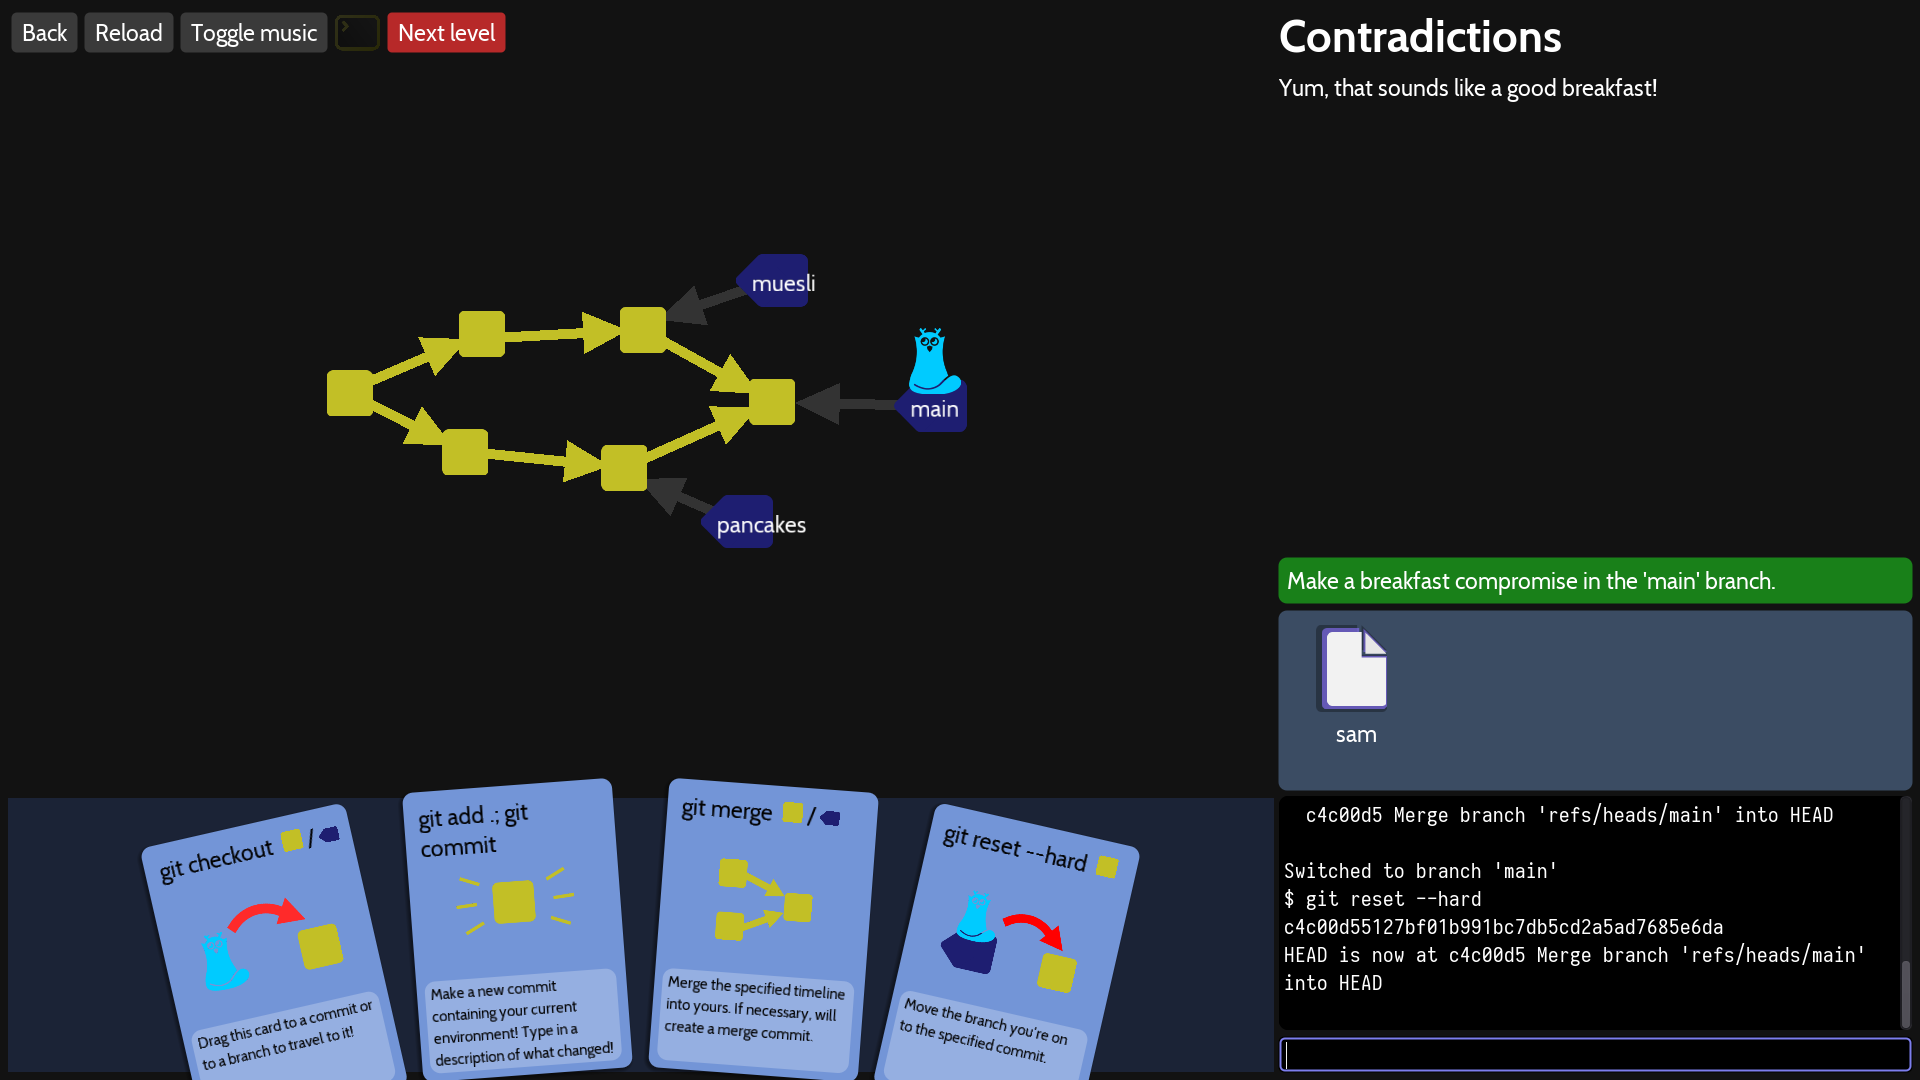 Back
Reload
Toggle music
Next level
Contradictions
Yum, that sounds like a good breakfast!
muesli
main
pancakes
Make a breakfast compromise in the 'main' branch.
sam
git checkout /
Drag this card to a commit or
to a branch to travel to it!
git add .; git
commit
Make a new commit
containing your current
environment! Type in a
description of what changed!
git merge /
Merge the specified timeline
into yours. If necessary, will
create a merge commit.
git reset --hard
Move the branch you're on
to the specified commit.
c4c00d5 Merge branch 'refs/heads/main' into HEAD
Switched to branch 'main'
$ git reset --hard
c4c00d55127bf01b991bc7db5cd2a5ad7685e6da
HEAD is now at c4c00d5 Merge branch 'refs/heads/main'
into HEAD